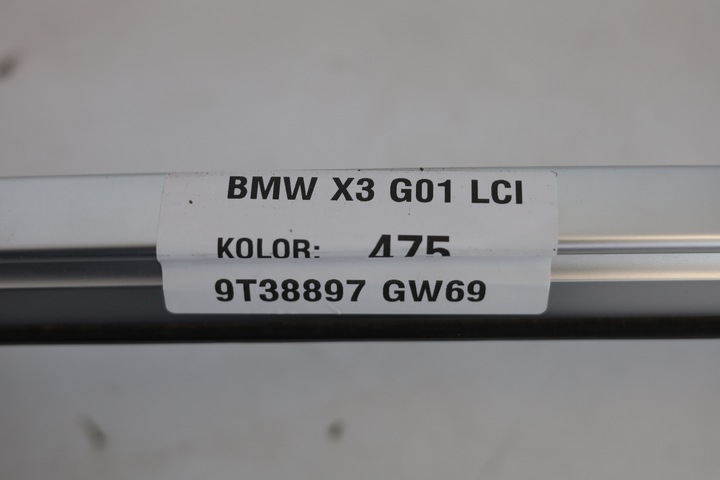 BMW X3 G01 LCI
KOLOR: 475
9T38897 GW69